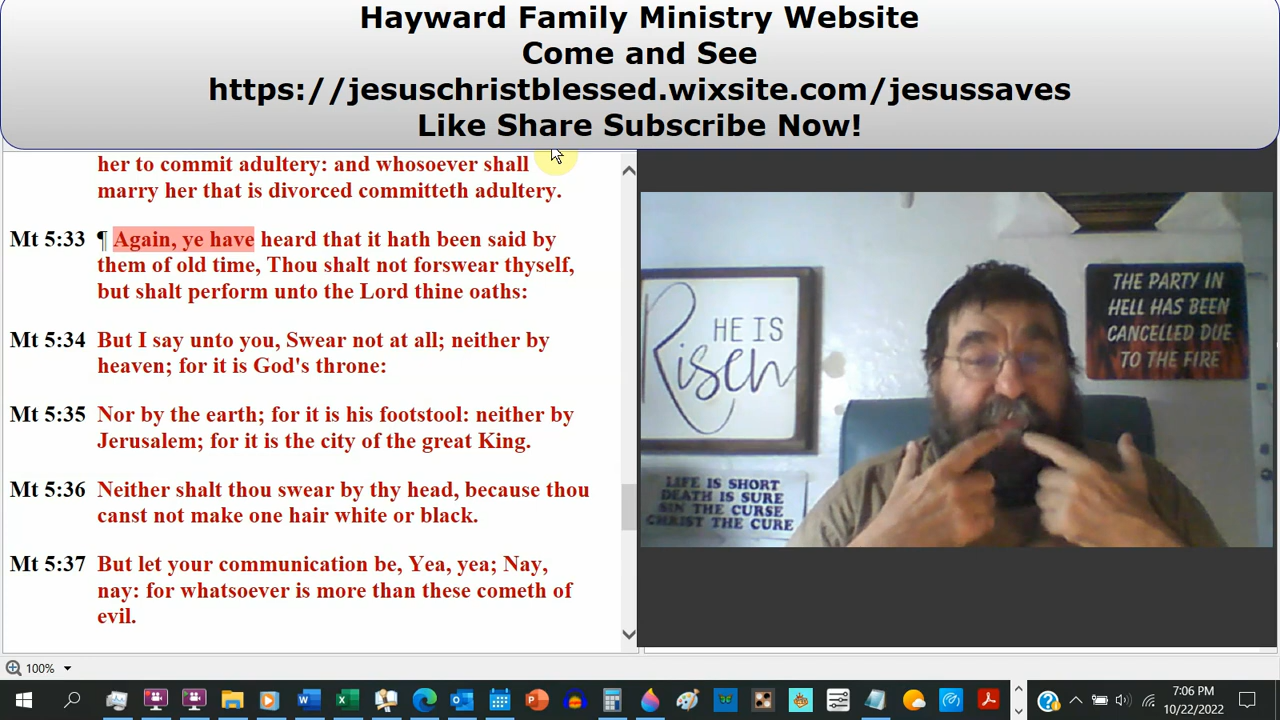 Hayward Family Ministry Website
Come and See
https://jesuschristblessed.wixsite.com/jesussaves
Like Share Subscribe Now!
her to commit adultery: and whosoever shall
marry her that is divorced committeth adultery.
Mt 5:33 ¶ Again, ye have heard that it hath been said by
them of old time, Thou shalt not forswear thyself,
but shalt perform unto the Lord thine oaths:
Mt 5:34 But I say unto you, Swear not at all; neither by
heaven; for it is God's throne:
Mt 5:35 Nor by the earth; for it is his footstool: neither by
Jerusalem; for it is the city of the great King.
Mt 5:36 Neither shalt thou swear by thy head, because thou
canst not make one hair white or black.
Mt 5:37 But let your communication be, Yea, yea; Nay,
nay: for whatsoever is more than these cometh of
evil.
HE IS
Risen
THE PARTY IN
HELL HAS BEEN
CANCELLED DUE
TO THE FIRE
LIFE IS SHORT
DEATH IS SURE
SIN THE CURSE
CHRIST THE CURE
100%
7:06 PM
10/22/2022